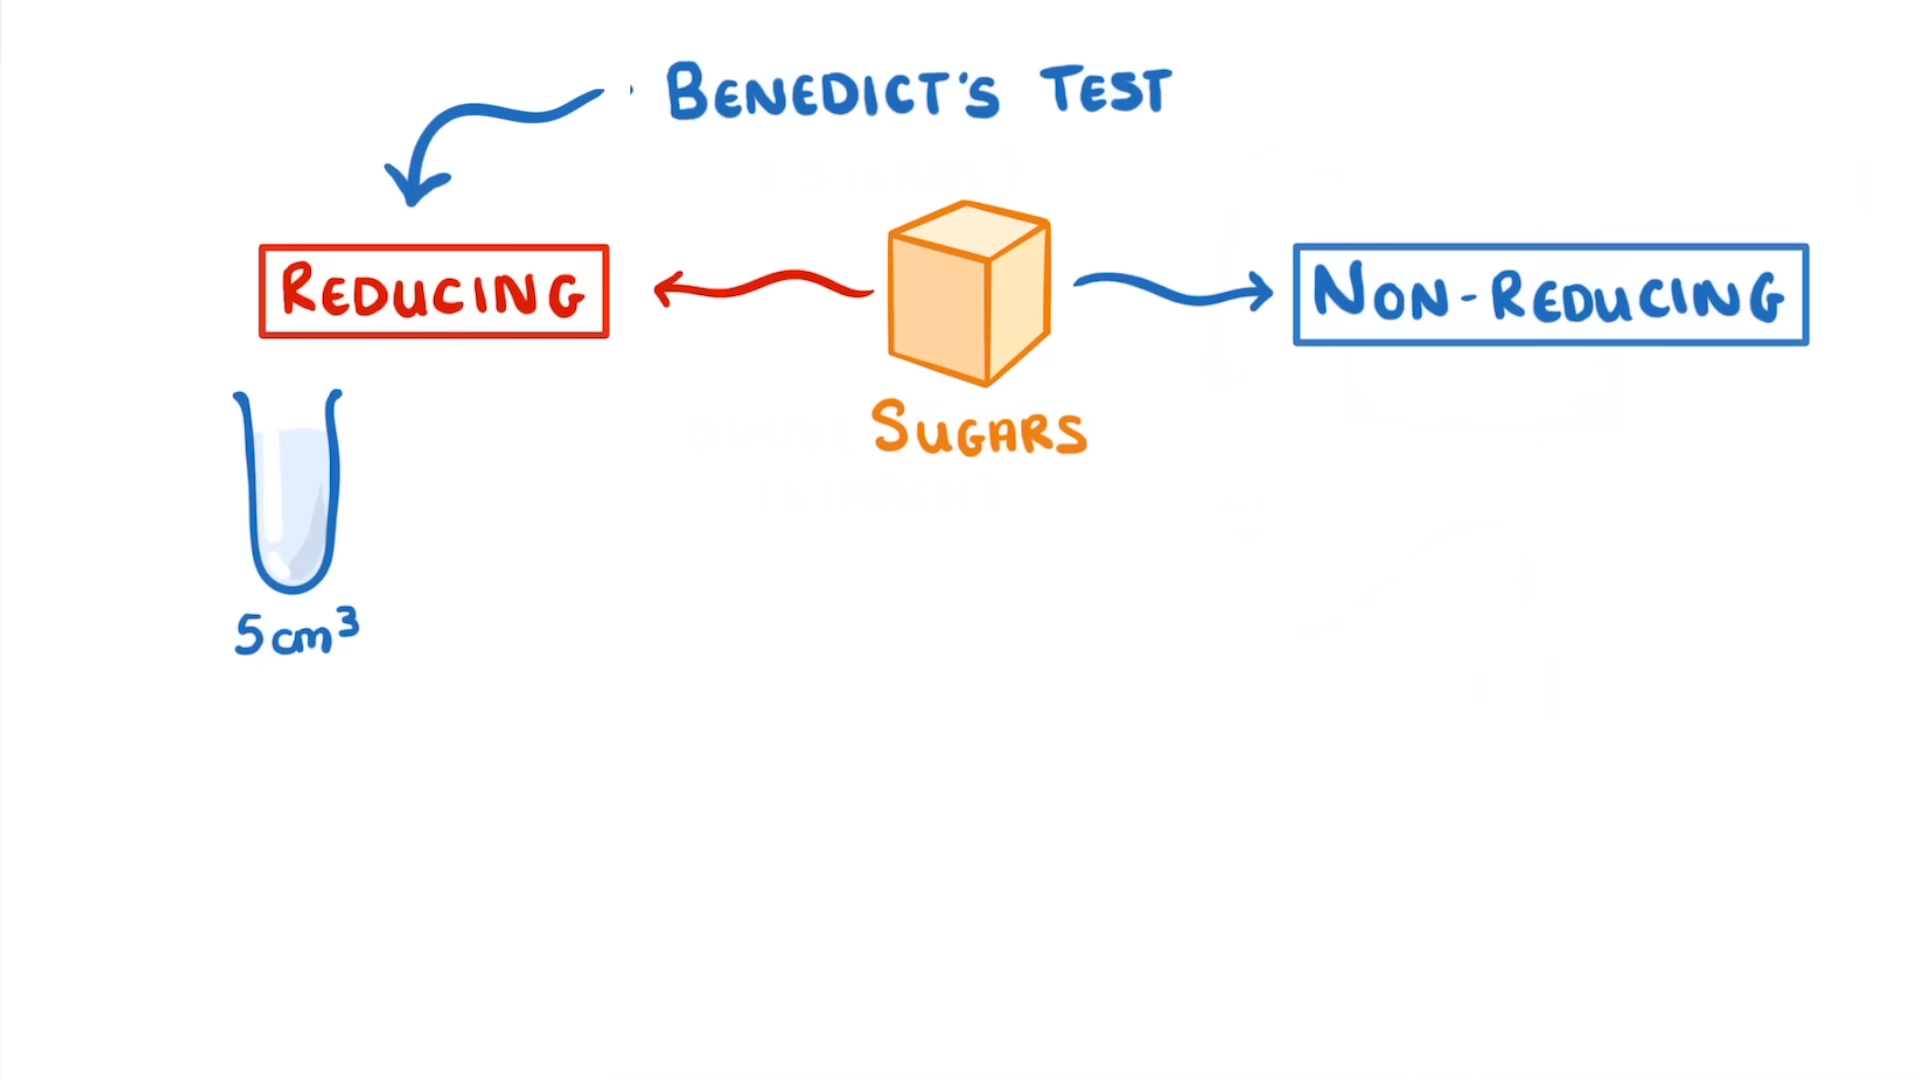 BENEDICT'S TEST
REDUCING
NON-REDUCING
SUGARS
5cm³